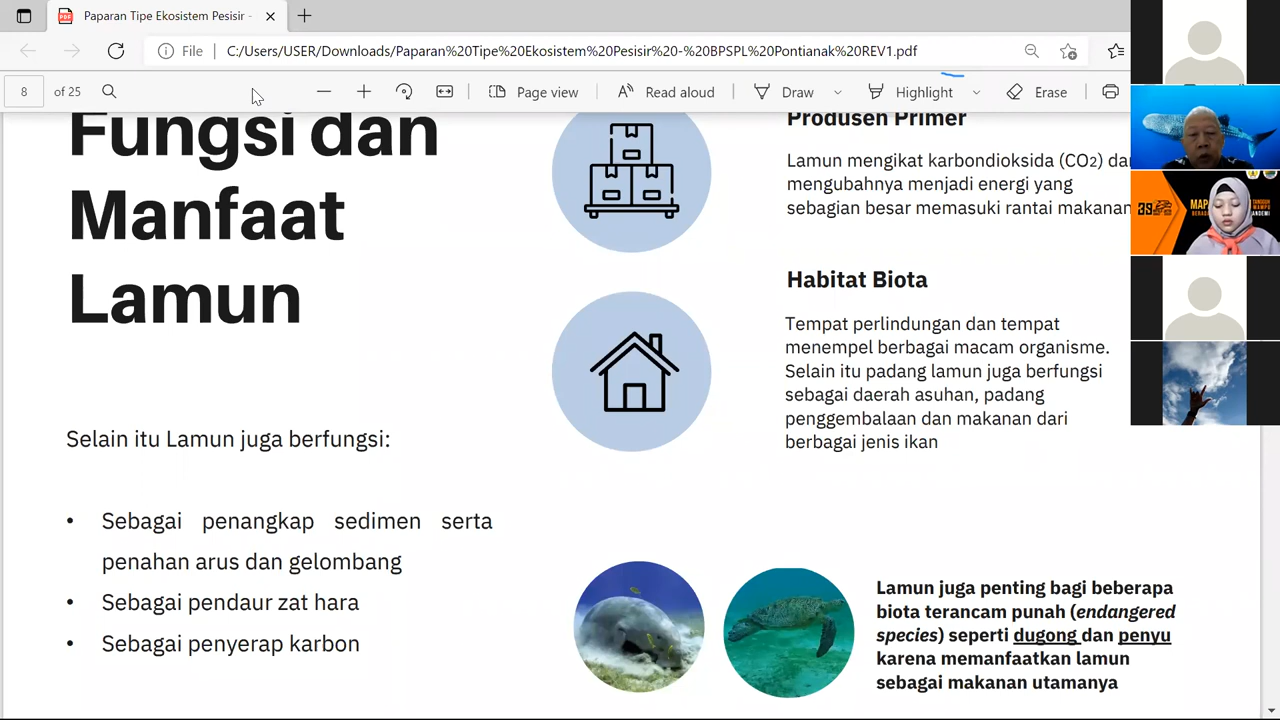 Paparan Tipe Ekosistem Pesisir -
File
C:/Users/USER/Downloads/Paparan%20Tipe%20Ekosistem%20Pesisir%20-%20BPSPL%20Pontianak%20REV1.pdf
8 of 25
Page view
Read aloud
Draw
Highlight
Erase
Fungsi dan
Manfaat
Lamun
Selain itu Lamun juga berfungsi:
• Sebagai penangkap sedimen serta
penahan arus dan gelombang
• Sebagai pendaur zat hara
• Sebagai penyerap karbon
Produsen Primer
Lamun mengikat karbondioksida (CO2) dan
mengubahnya menjadi energi yang
sebagian besar memasuki rantai makanan
Habitat Biota
Tempat perlindungan dan tempat
menempel berbagai macam organisme.
Selain itu padang lamun juga berfungsi
sebagai daerah asuhan, padang
penggembalaan dan makanan dari
berbagai jenis ikan
Lamun juga penting bagi beberapa
biota terancam punah (endangered
species) seperti dugong dan penyu
karena memanfaatkan lamun
sebagai makanan utamanya
39
MAPA
TANGGUH